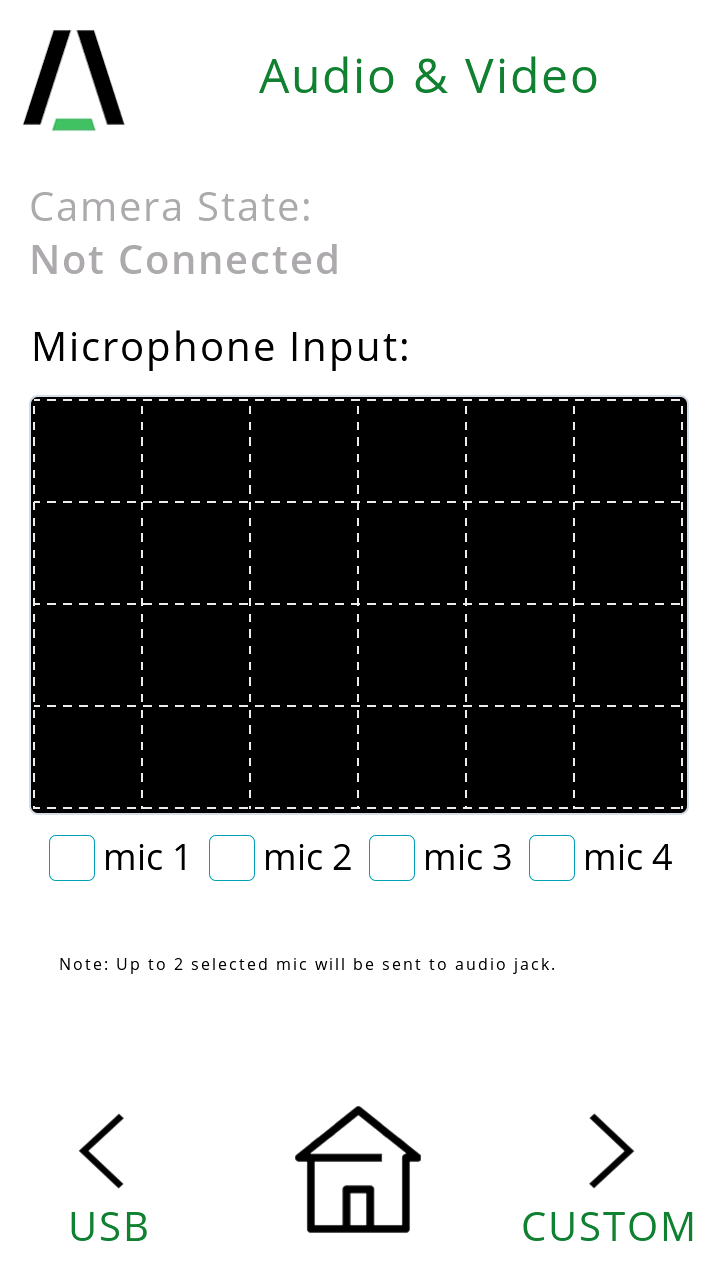 Audio & Video
Camera State:
Not Connected
Microphone Input:
mic 1 mic 2 mic 3 mic 4
Note: Up to 2 selected mic will be sent to audio jack.
USB CUSTOM